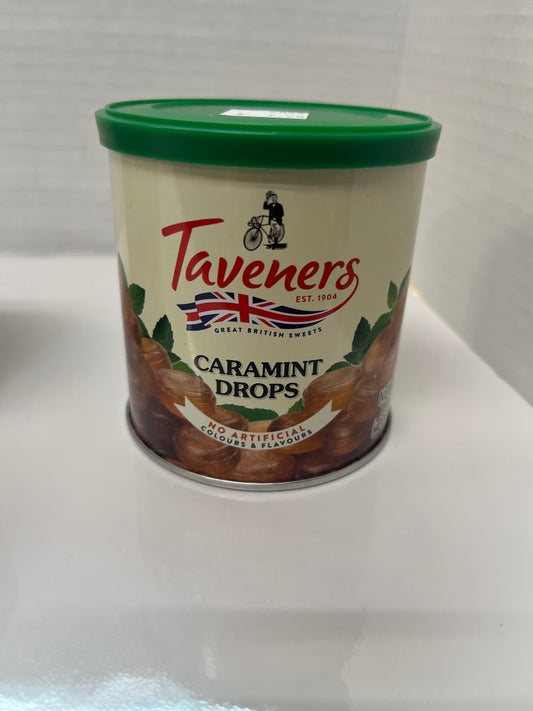 Taveners
EST. 1904
GREAT BRITISH SWEETS
CARAMINT
DROPS
NO ARTIFICIAL
COLOURS & FLAVOURS